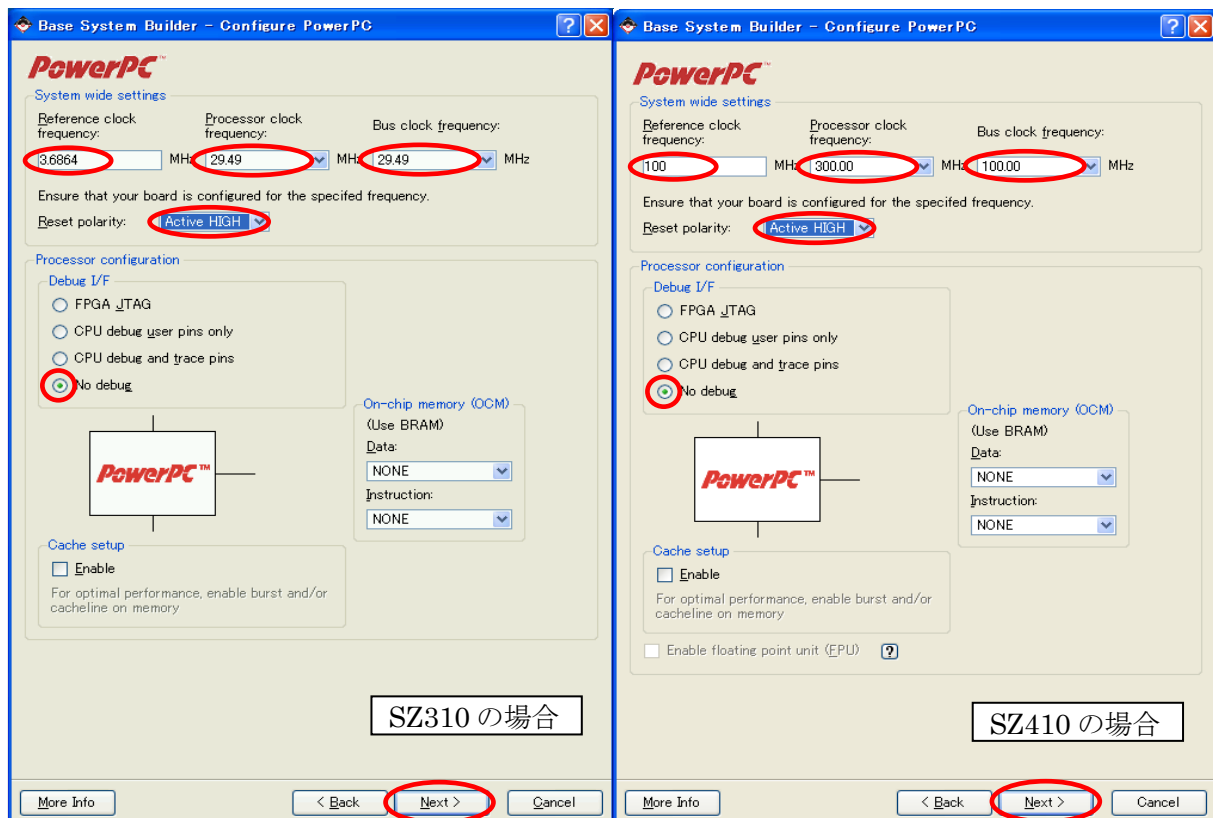 Base System Builder - Configure PowerPC
PowerPC™
System wide settings
Reference clock frequency:
Processor clock frequency:
Bus clock frequency:
3.6864 MHz 29.49 MHz 29.49 MHz
Ensure that your board is configured for the specifed frequency.
Reset polarity: Active HIGH
Processor configuration
Debug I/F
FPGA JTAG
CPU debug user pins only
CPU debug and trace pins
No debug
On-chip memory (OCM)
(Use BRAM)
Data:
NONE
Instruction:
NONE
PowerPC™
Cache setup
Enable
For optimal performance, enable burst and/or
cacheline on memory
SZ310 の場合
More Info < Back Next > Cancel
Base System Builder - Configure PowerPC
PowerPC™
System wide settings
Reference clock frequency:
Processor clock frequency:
Bus clock frequency:
100 MHz 300.00 MHz 100.00 MHz
Ensure that your board is configured for the specifed frequency.
Reset polarity: Active HIGH
Processor configuration
Debug I/F
FPGA JTAG
CPU debug user pins only
CPU debug and trace pins
No debug
On-chip memory (OCM)
(Use BRAM)
Data:
NONE
Instruction:
NONE
PowerPC™
Cache setup
Enable
For optimal performance, enable burst and/or
cacheline on memory
Enable floating point unit (FPU) ?
SZ410 の場合
More Info < Back Next > Cancel